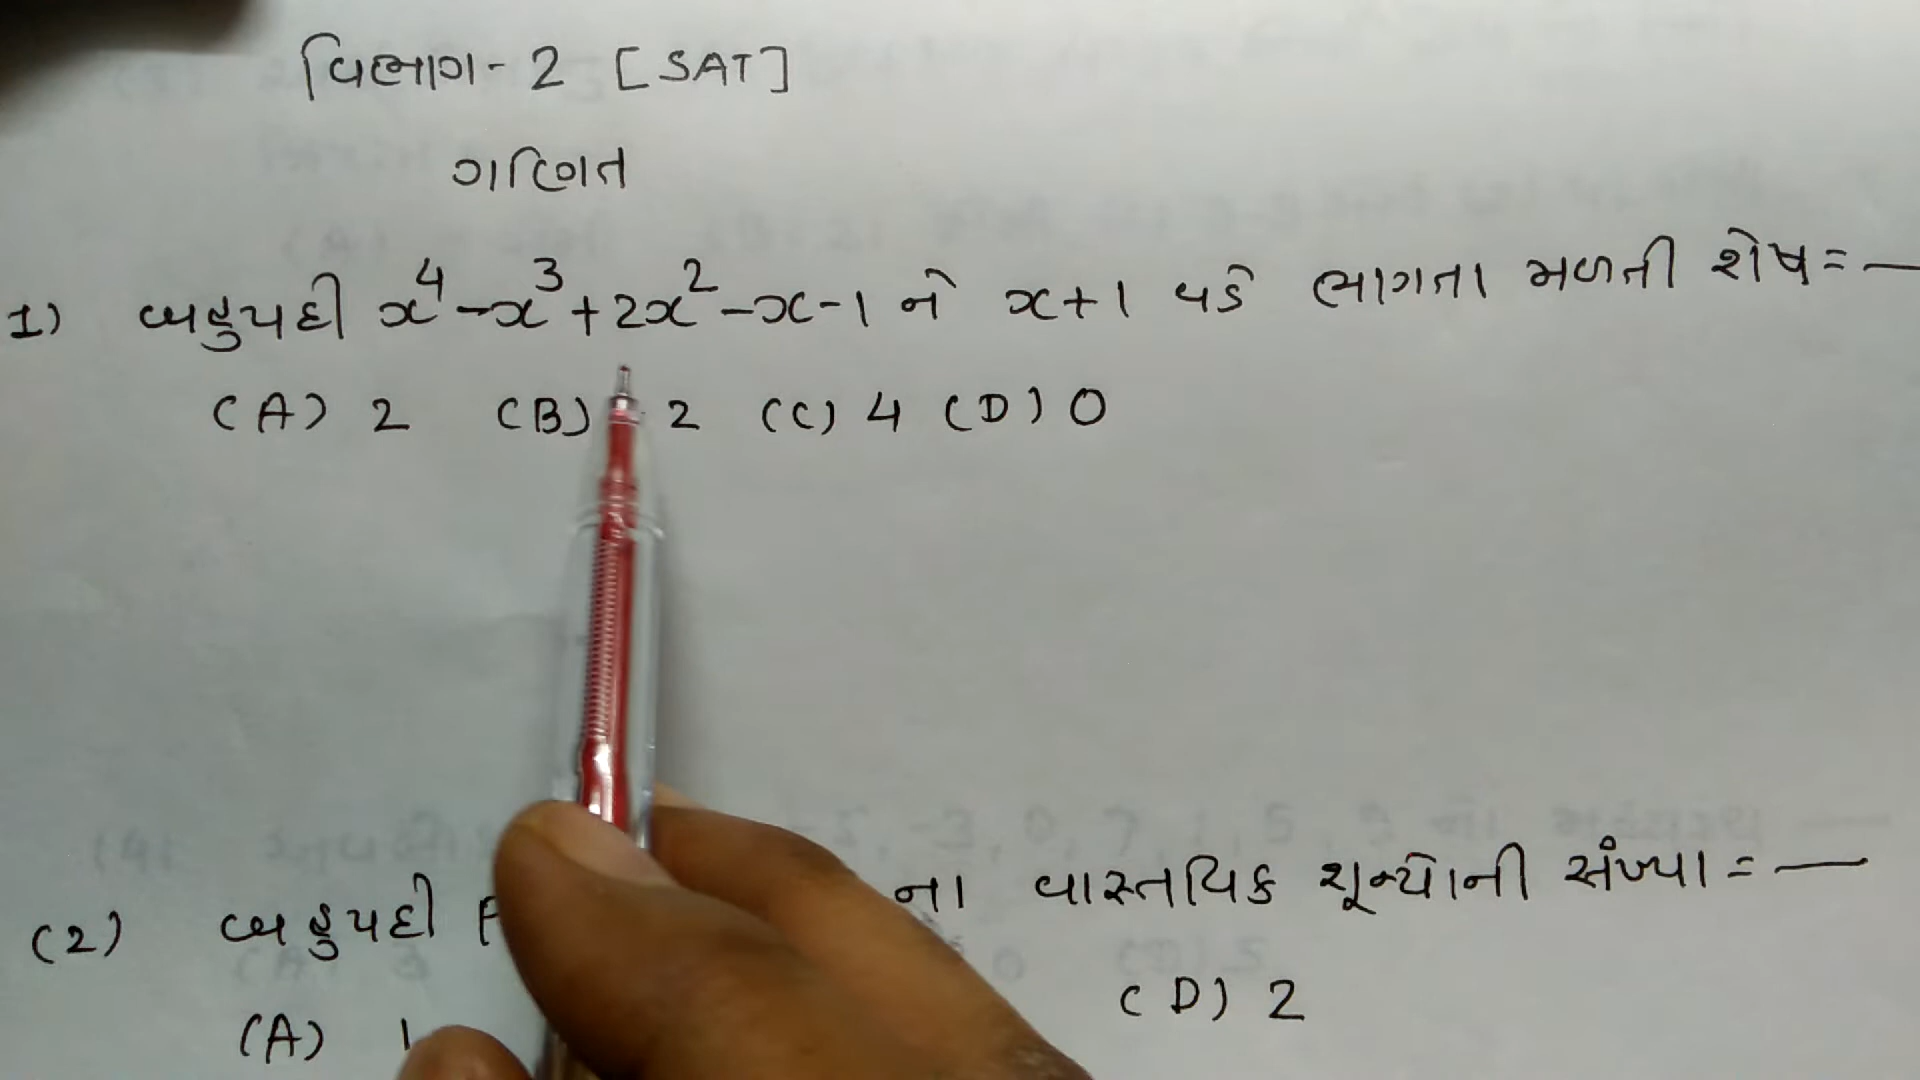 વિભાગ-2 [SAT]
ગણિત
1) બહુપદી x⁴-x³+2x²-x-1 ને x+1 વડે ભાગતા મળતી શેષ=—
(A) 2 (B) 2 (C) 4 (D) 0
(2) બહુપદી ના વાસ્તવિક શૂન્યોની સંખ્યા=—
(A) 1 (D) 2